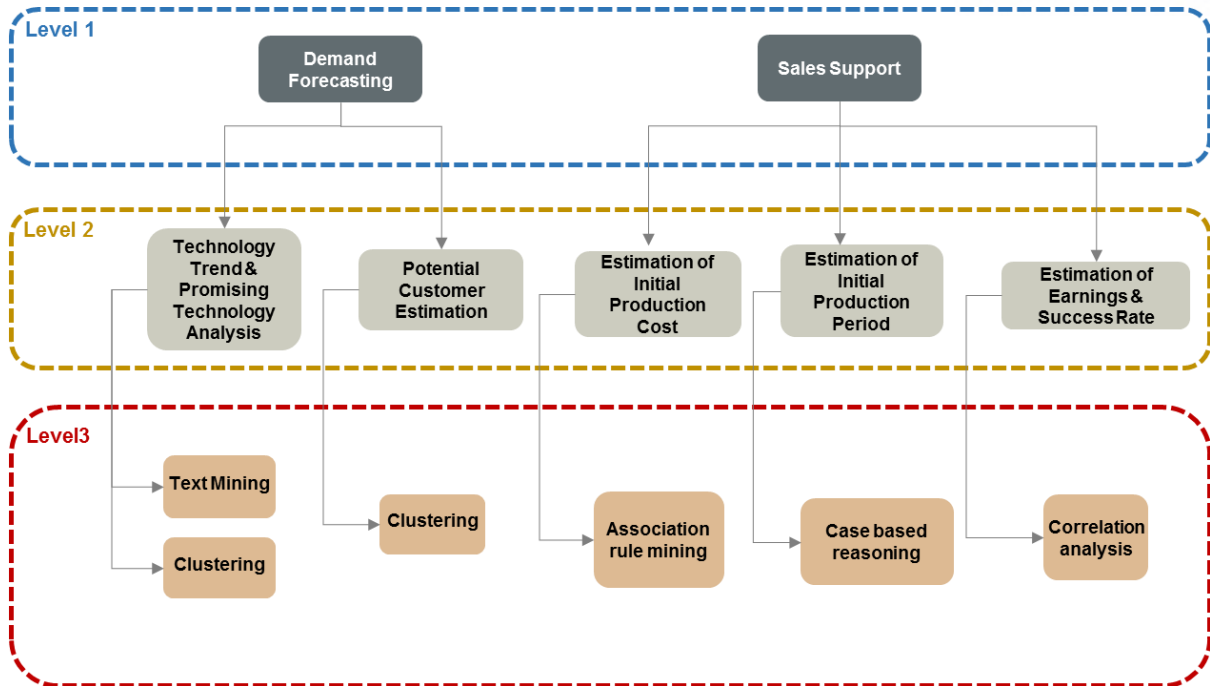 Level 1
Demand
Forecasting
Sales Support
Level 2
Technology
Trend &
Promising
Technology
Analysis
Potential
Customer
Estimation
Estimation of
Initial
Production
Cost
Estimation of
Initial
Production
Period
Estimation of
Earnings &
Success Rate
Level3
Text Mining
Clustering
Clustering
Association
rule mining
Case based
reasoning
Correlation
analysis